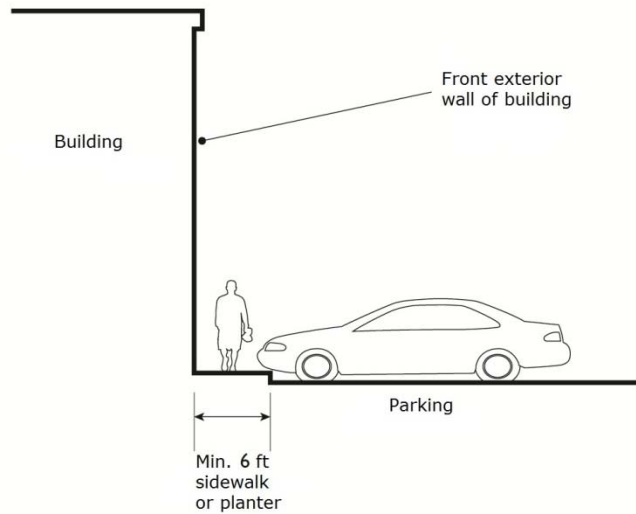 Front exterior
wall of building
Building
Parking
Min. 6 ft
sidewalk
or planter